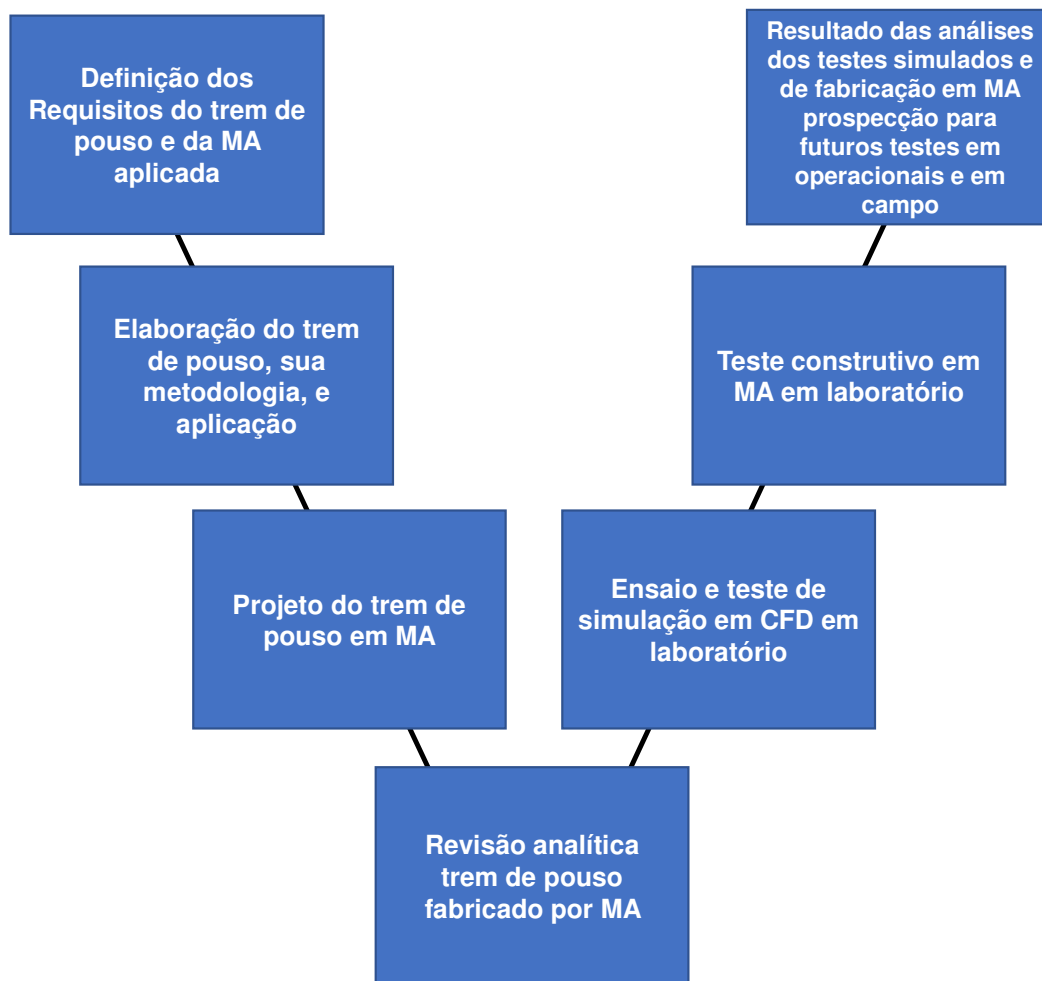 Definição dos
Requisitos do trem de
pouso e da MA
aplicada
Elaboração do trem
de pouso, sua
metodologia, e
aplicação
Projeto do trem de
pouso em MA
Revisão analítica
trem de pouso
fabricado por MA
Ensaio e teste de
simulação em CFD em
laboratório
Teste construtivo em
MA em laboratório
Resultado das análises
dos testes simulados e
de fabricação em MA
prospecção para
futuros testes em
operacionais e em
campo